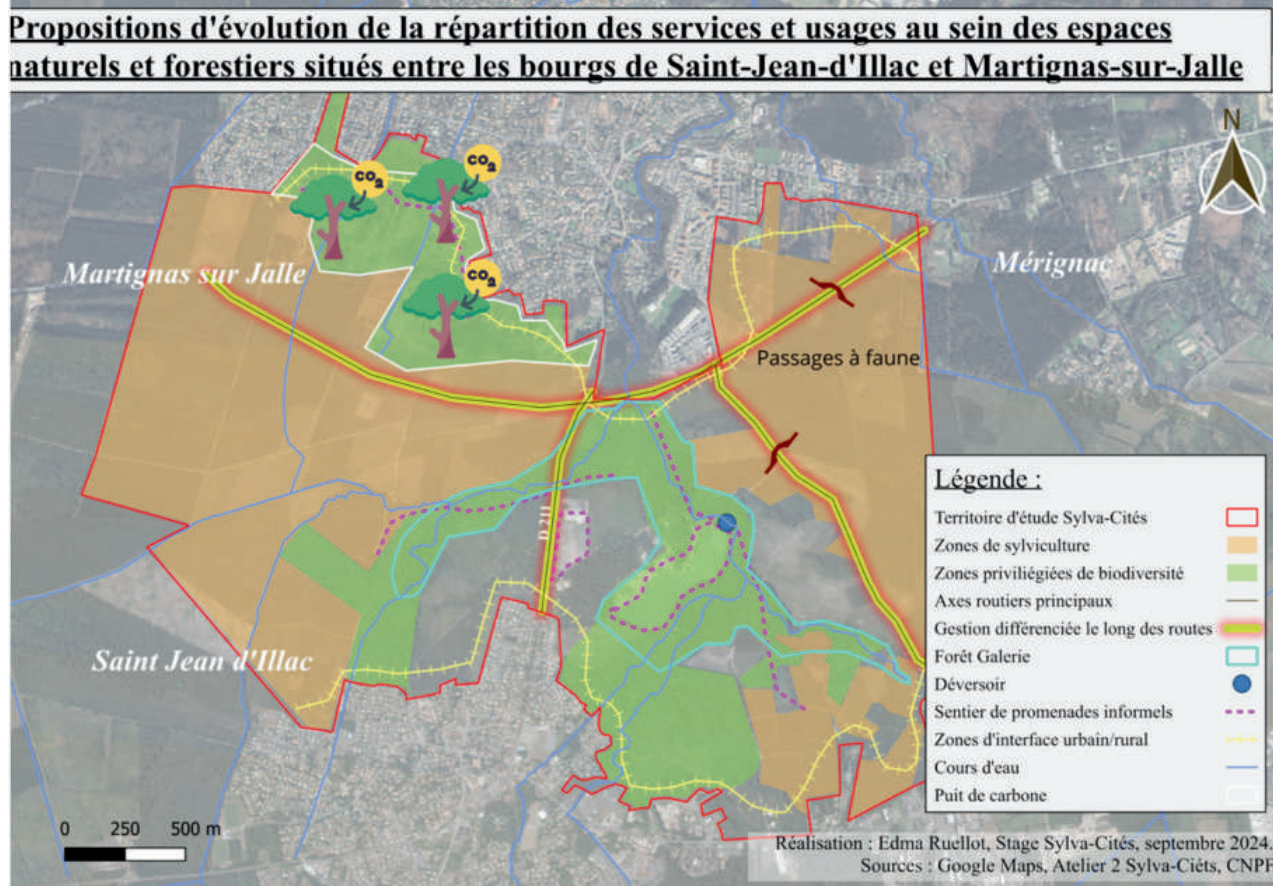 Propositions d'évolution de la répartition des services et usages au sein des espaces
naturels et forestiers situés entre les bourgs de Saint-Jean-d'Illac et Martignas-sur-Jalle
N
CO2
CO2
CO2
Martignas sur Jalle
Mérignac
Passages à faune
Saint Jean d'Illac
Légende :
Territoire d'étude Sylva-Cités
Zones de sylviculture
Zones priviliégiées de biodiversité
Axes routiers principaux
Gestion différenciée le long des routes
Forêt Galerie
Déversoir
Sentier de promenades informels
Zones d'interface urbain/rural
Cours d'eau
Puit de carbone
0 250 500 m
Réalisation : Edma Ruellot, Stage Sylva-Cités, septembre 2024.
Sources : Google Maps, Atelier 2 Sylva-Ciéts, CNPF